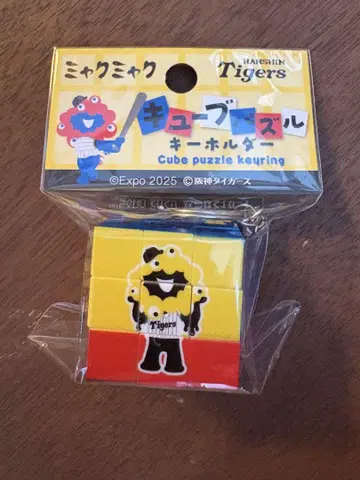 ミャクミャク
HANSHIN
Tigers
キューブパズル
キーホルダー
Cube puzzle keyring
©Expo 2025 ©阪神タイガース
Tigers